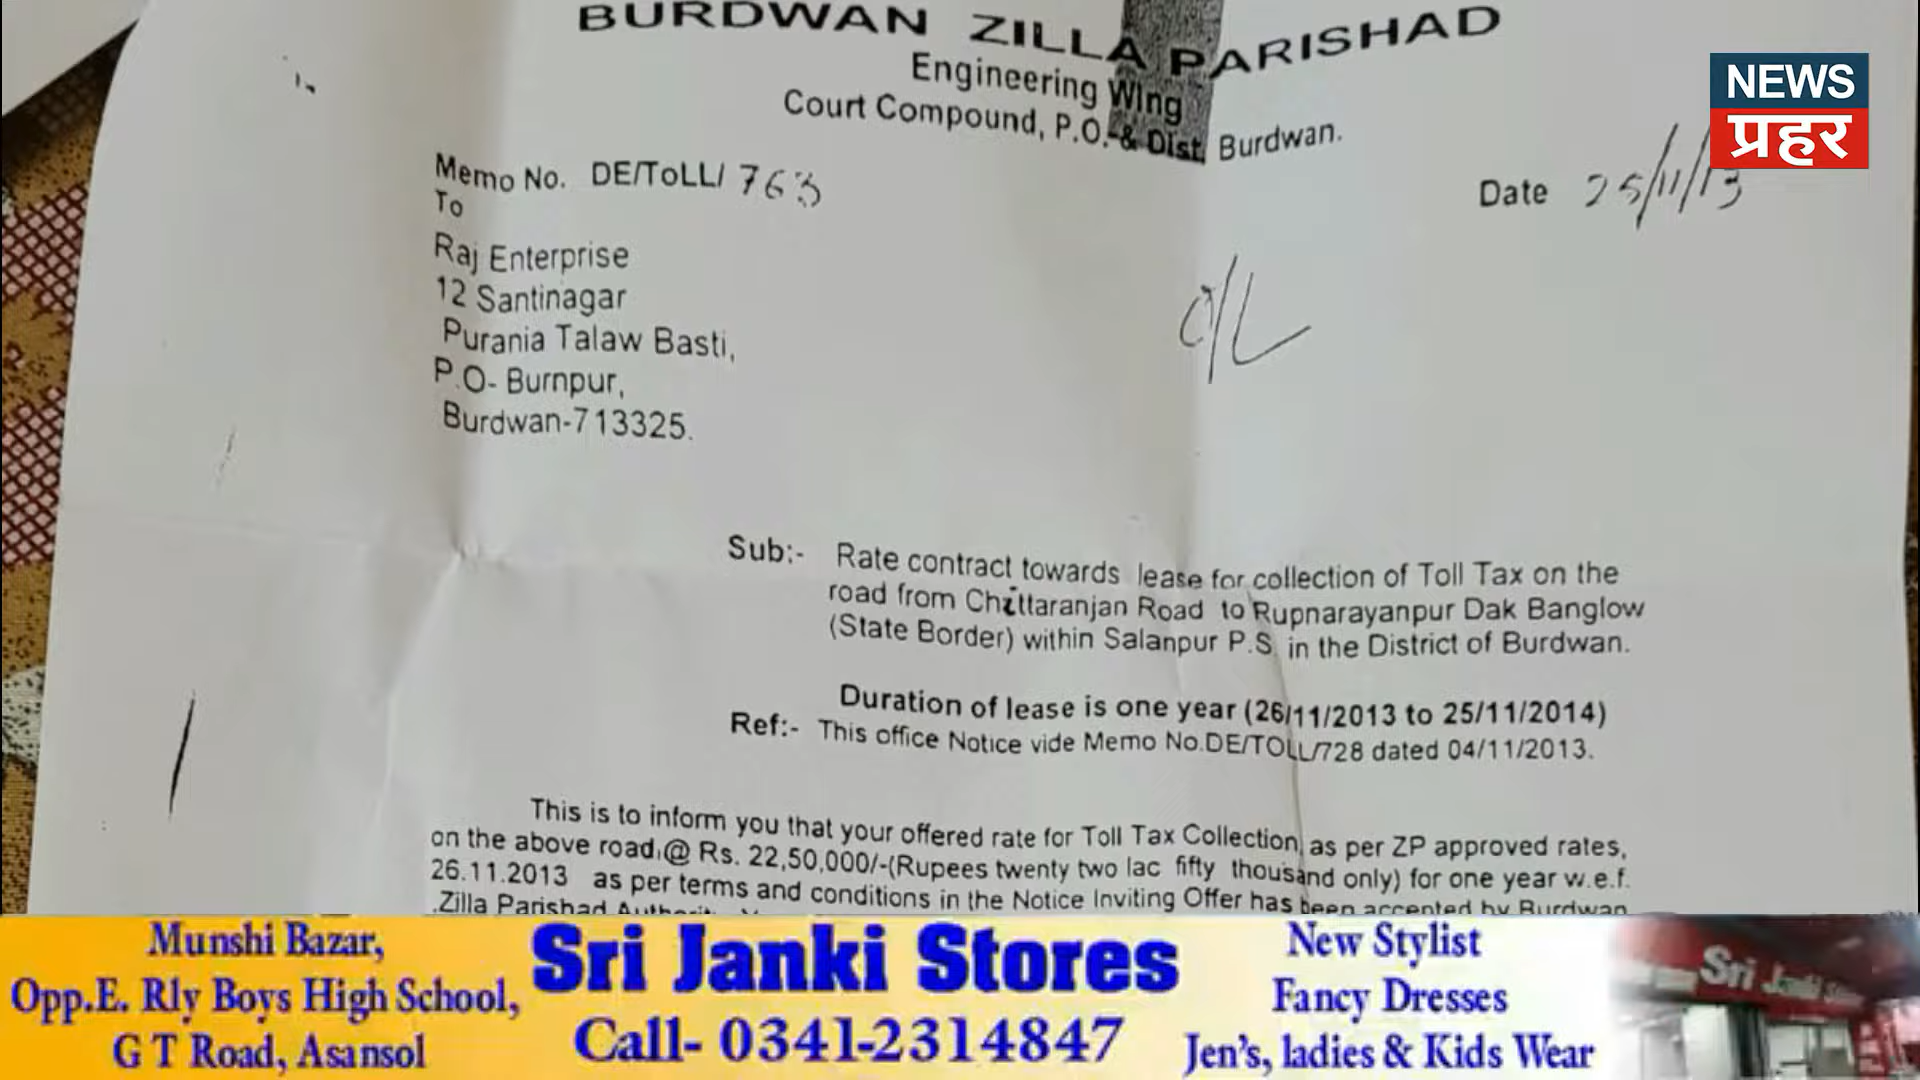 BURDWAN ZILLA PARISHAD
Engineering Wing
Court Compound, P.O.-& Dist. Burdwan.
NEWS
प्रहर
Memo No. DE/ToLL/ 763
Date 25/11/13
To
Raj Enterprise
12 Santinagar
Purania Talaw Basti,
P.O- Burnpur,
Burdwan-713325.
Sub:- Rate contract towards lease for collection of Toll Tax on the
road from Chittaranjan Road to Rupnarayanpur Dak Banglow
(State Border) within Salanpur P.S. in the District of Burdwan.
Duration of lease is one year (26/11/2013 to 25/11/2014)
Ref:- This office Notice vide Memo No.DE/TOLL/728 dated 04/11/2013.
This is to inform you that your offered rate for Toll Tax Collection as per ZP approved rates,
on the above road @ Rs. 22,50,000/-(Rupees twenty two lac fifty thousand only) for one year w.e.f.
26.11.2013 as per terms and conditions in the Notice Inviting Offer has been accepted by Burdwan
Zilla Parishad
Munshi Bazar,
Opp.E. Rly Boys High School,
G T Road, Asansol
Sri Janki Stores
Call- 0341-2314847
New Stylist
Fancy Dresses
Jen's, ladies & Kids Wear
Sri Janki